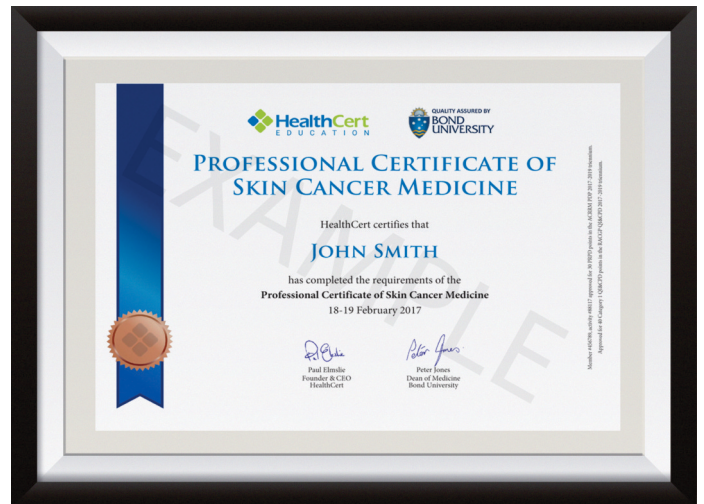 HealthCert
EDUCATION
QUALITY ASSURED BY
BOND
UNIVERSITY
PROFESSIONAL CERTIFICATE OF
SKIN CANCER MEDICINE
HealthCert certifies that
JOHN SMITH
has completed the requirements of the
Professional Certificate of Skin Cancer Medicine
18-19 February 2017
Paul Elmslie
Founder & CEO
HealthCert
Peter Jones
Peter Jones
Dean of Medicine
Bond University
EXAMPLE